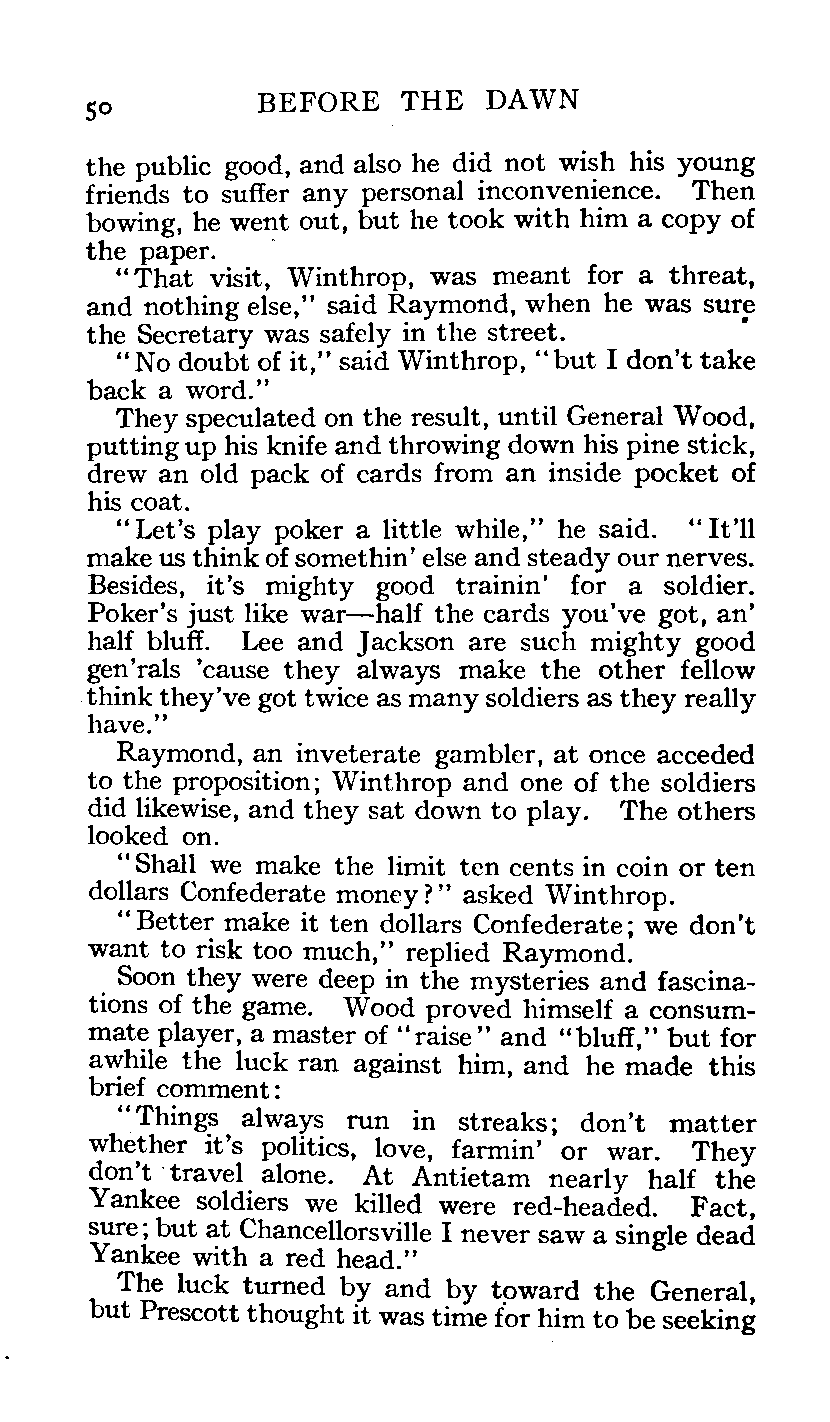 50 BEFORE THE DAWN
the public good, and also he did not wish his young
friends to suffer any personal inconvenience. Then
bowing, he went out, but he took with him a copy of
the paper.
"That visit, Winthrop, was meant for a threat,
and nothing else," said Raymond, when he was sure
the Secretary was safely in the street.
"No doubt of it," said Winthrop, "but I don't take
back a word."
They speculated on the result, until General Wood,
putting up his knife and throwing down his pine stick,
drew an old pack of cards from an inside pocket of
his coat.
"Let's play poker a little while," he said. "It'll
make us think of somethin' else and steady our nerves.
Besides, it's mighty good trainin' for a soldier.
Poker's just like war—half the cards you've got, an'
half bluff. Lee and Jackson are such mighty good
gen'rals 'cause they always make the other fellow
think they've got twice as many soldiers as they really
have."
Raymond, an inveterate gambler, at once acceded
to the proposition; Winthrop and one of the soldiers
did likewise, and they sat down to play. The others
looked on.
"Shall we make the limit ten cents in coin or ten
dollars Confederate money?" asked Winthrop.
"Better make it ten dollars Confederate; we don't
want to risk too much," replied Raymond.
Soon they were deep in the mysteries and fascina-
tions of the game. Wood proved himself a consum-
mate player, a master of "raise" and "bluff," but for
awhile the luck ran against him, and he made this
brief comment:
"Things always run in streaks; don't matter
whether it's politics, love, farmin' or war. They
don't travel alone. At Antietam nearly half the
Yankee soldiers we killed were red-headed. Fact,
sure; but at Chancellorsville I never saw a single dead
Yankee with a red head."
The luck turned by and by toward the General,
but Prescott thought it was time for him to be seeking